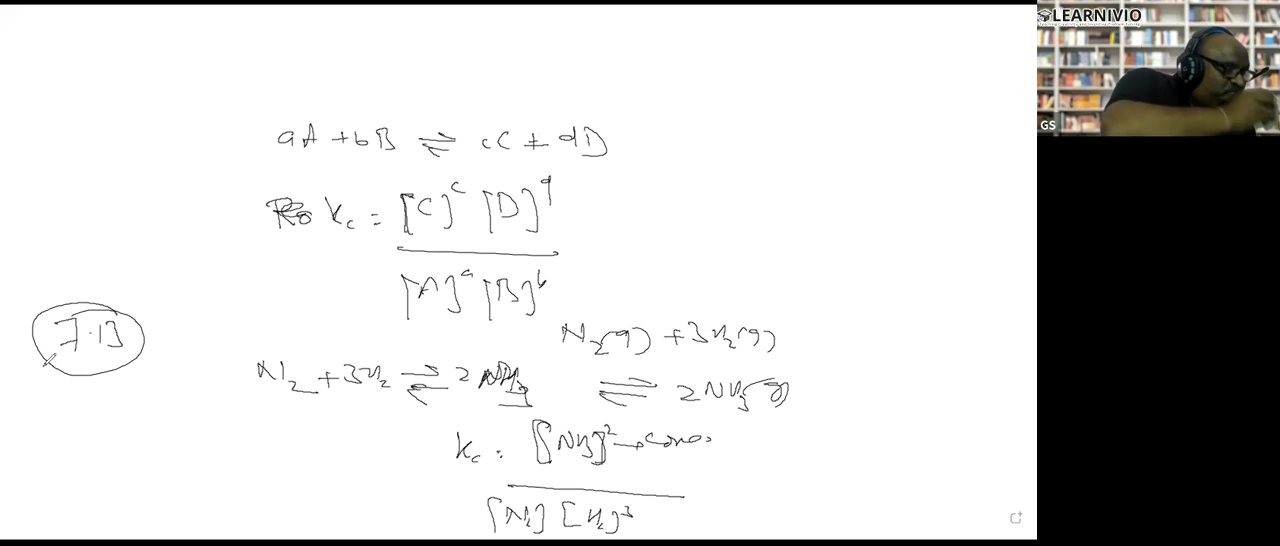 LEARNIVIO
GS
aA + bB ⇌ cC + dD
Kc = [C]^c [D]^d
[A]^a [B]^b
7.13
N2(g) + 3H2(g)
N2 + 3H2 ⇌ 2NH3
⇌ 2NH3(g)
Kc = [NH3]^2 → conc.
[N2] [H2]^3